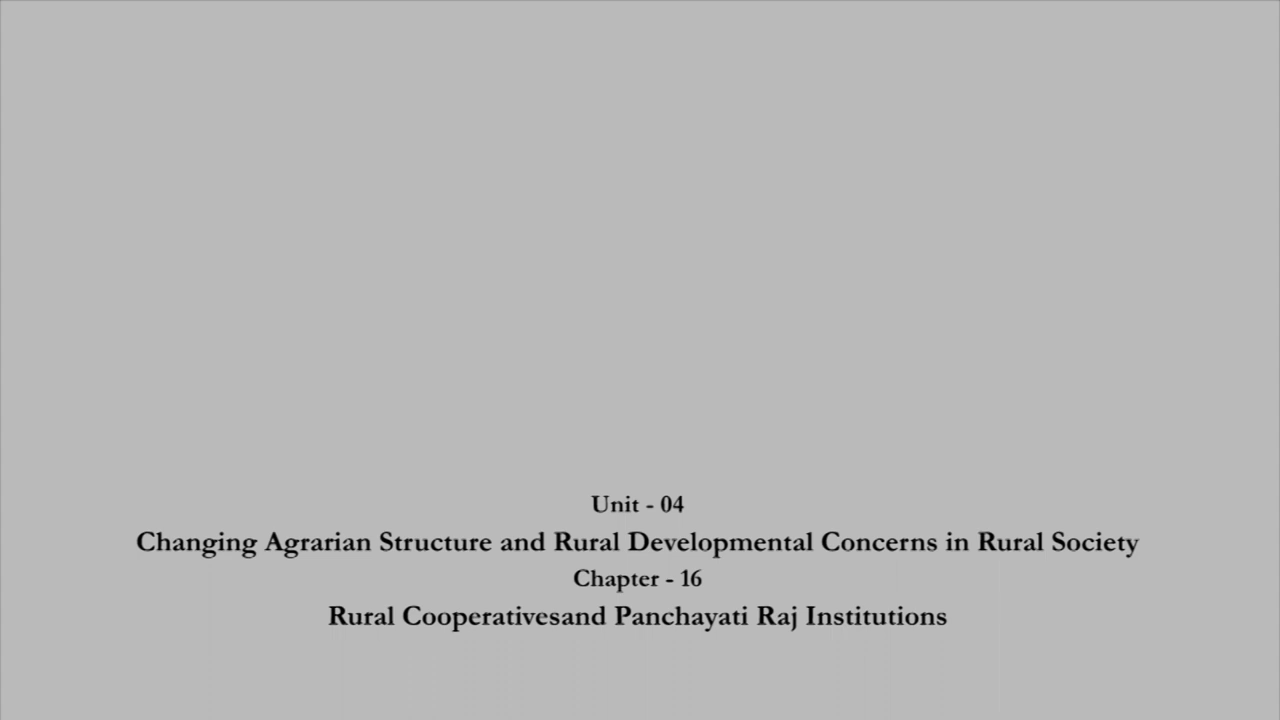 Unit - 04
Changing Agrarian Structure and Rural Developmental Concerns in Rural Society
Chapter - 16
Rural Cooperativesand Panchayati Raj Institutions